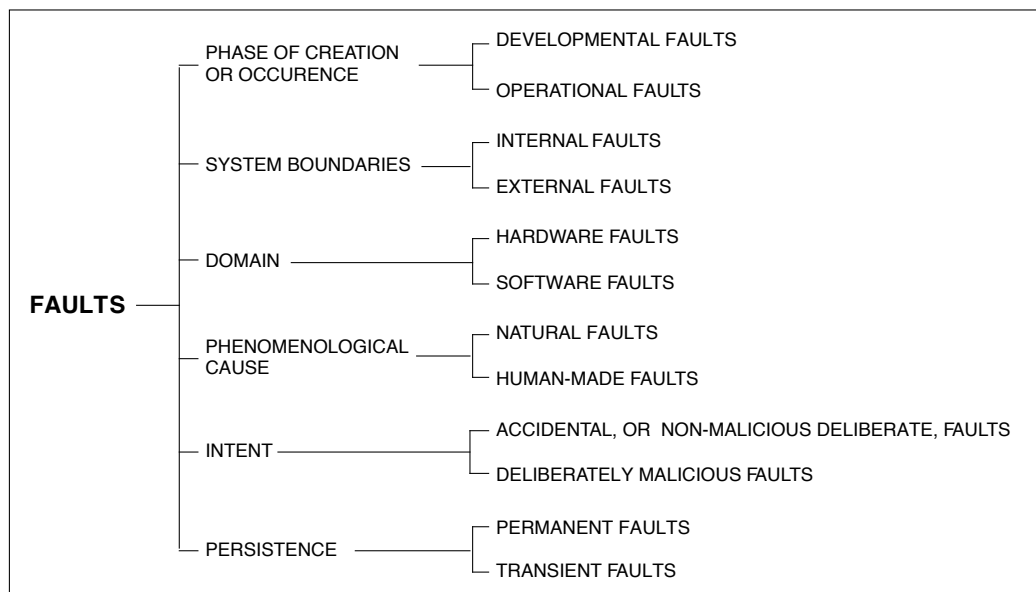 FAULTS
PHASE OF CREATION
OR OCCURENCE
DEVELOPMENTAL FAULTS
OPERATIONAL FAULTS
SYSTEM BOUNDARIES
INTERNAL FAULTS
EXTERNAL FAULTS
DOMAIN
HARDWARE FAULTS
SOFTWARE FAULTS
PHENOMENOLOGICAL
CAUSE
NATURAL FAULTS
HUMAN-MADE FAULTS
INTENT
ACCIDENTAL, OR NON-MALICIOUS DELIBERATE, FAULTS
DELIBERATELY MALICIOUS FAULTS
PERSISTENCE
PERMANENT FAULTS
TRANSIENT FAULTS